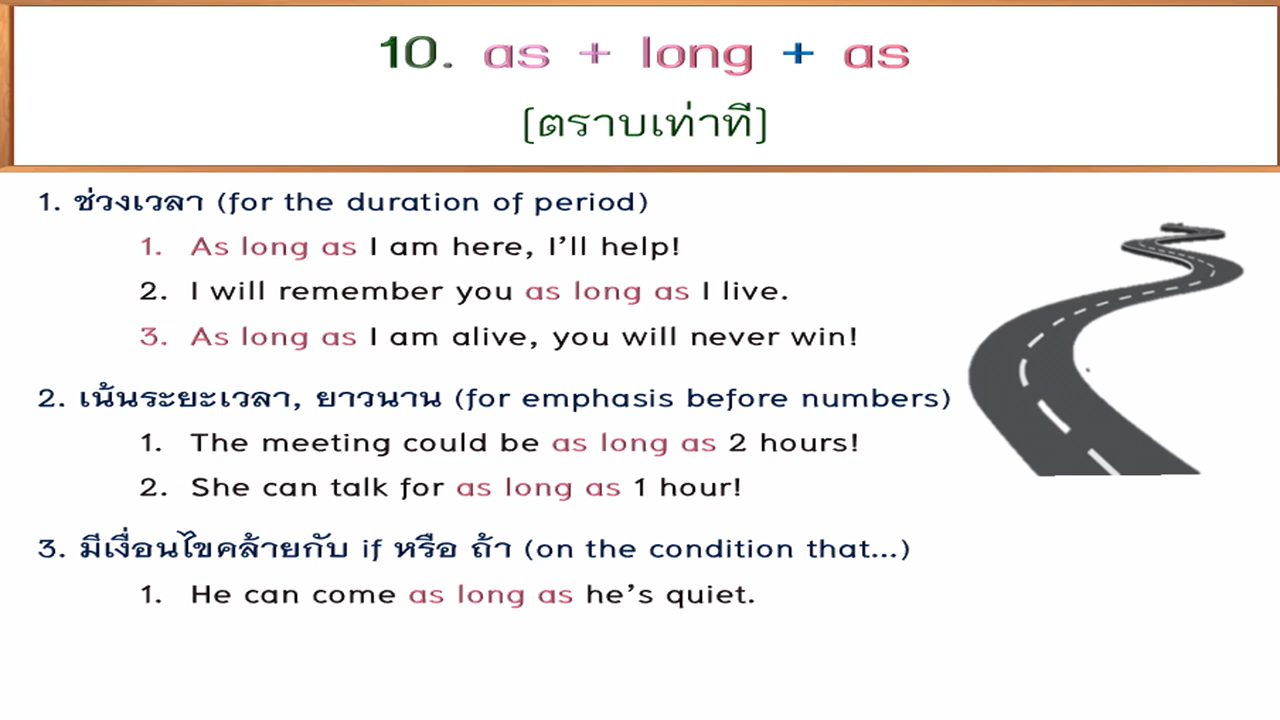 10. as + long + as
[ตราบเท่าที่]
1. ช่วงเวลา (for the duration of period)
1. As long as I am here, I'll help!
2. I will remember you as long as I live.
3. As long as I am alive, you will never win!
2. เน้นระยะเวลา, ยาวนาน (for emphasis before numbers)
1. The meeting could be as long as 2 hours!
2. She can talk for as long as 1 hour!
3. มีเงื่อนไขคล้ายกับ if หรือ ถ้า (on the condition that...)
1. He can come as long as he's quiet.